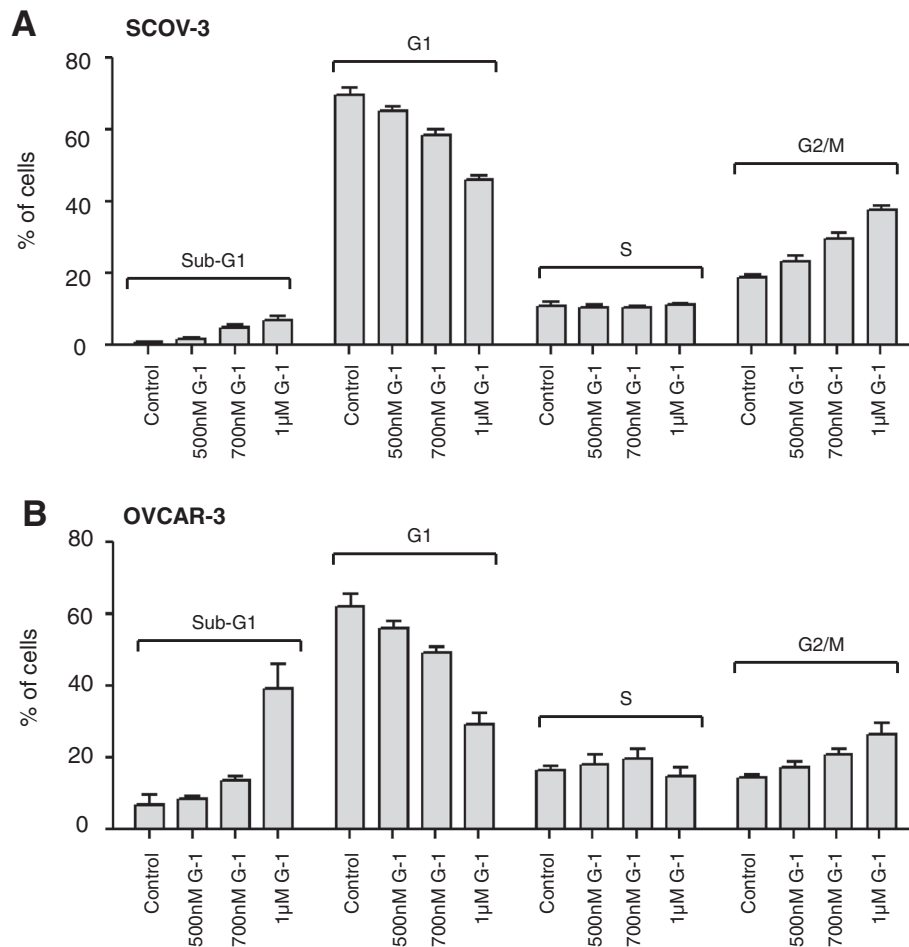 A
SCOV-3
% of cells
80
60
40
20
0
Sub-G1
G1
S
G2/M
Control
500nM G-1
700nM G-1
1µM G-1
Control
500nM G-1
700nM G-1
1µM G-1
Control
500nM G-1
700nM G-1
1µM G-1
Control
500nM G-1
700nM G-1
1µM G-1
B
OVCAR-3
% of cells
80
60
40
20
0
Sub-G1
G1
S
G2/M
Control
500nM G-1
700nM G-1
1µM G-1
Control
500nM G-1
700nM G-1
1µM G-1
Control
500nM G-1
700nM G-1
1µM G-1
Control
500nM G-1
700nM G-1
1µM G-1